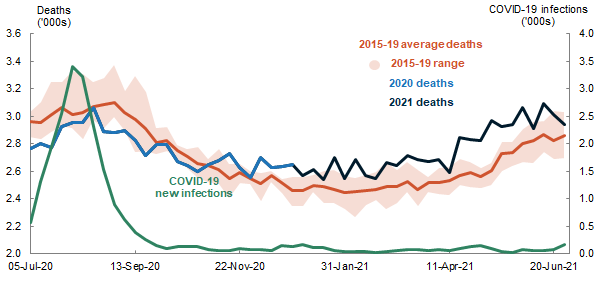 Deaths
('000s)
COVID-19 infections
('000s)
3.6
3.4
3.2
3.0
2.8
2.6
2.4
2.2
2.0
4.0
3.5
3.0
2.5
2.0
1.5
1.0
0.5
0.0
2015-19 average deaths
2015-19 range
2020 deaths
2021 deaths
COVID-19
new infections
05-Jul-20
13-Sep-20
22-Nov-20
31-Jan-21
11-Apr-21
20-Jun-21